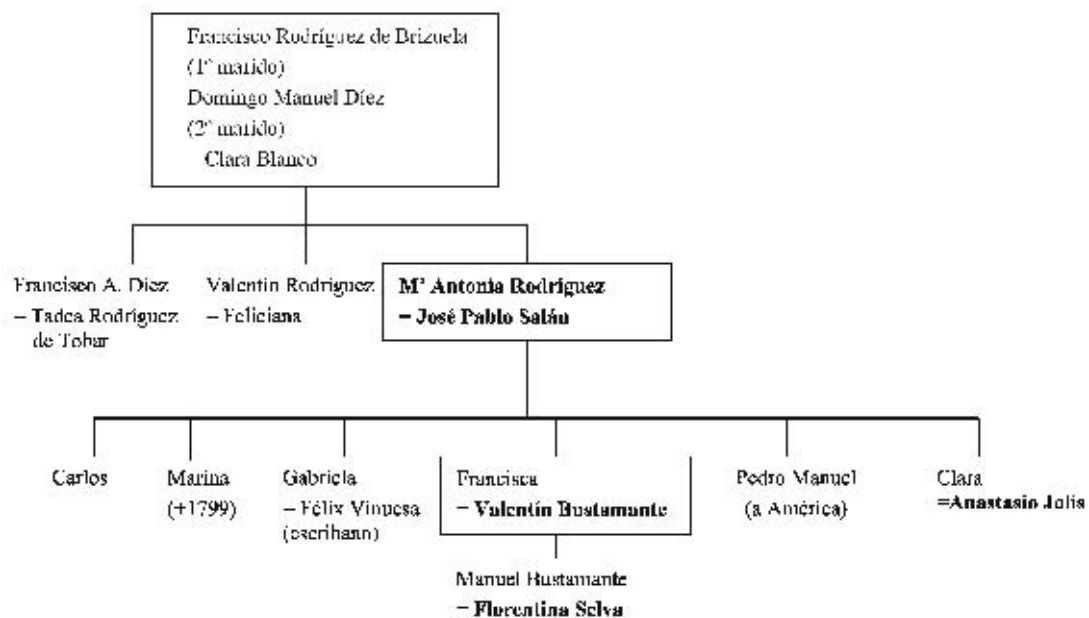 Francisco Rodríguez de Brizuela
(1º marido)
Domingo Manuel Díez
(2º marido)
Clara Blanco
Francisco A. Díez
= Tadea Rodríguez
de Tobar
Valentín Rodríguez
= Feliciana
Mª Antonia Rodríguez
= José Pablo Salán
Carlos
Marina
(+1799)
Gabriela
= Félix Vinuesa
(escribano)
Francisca
= Valentín Bustamante
Pedro Manuel
(a América)
Clara
=Anastasio Jolis
Manuel Bustamante
= Florentina Selva